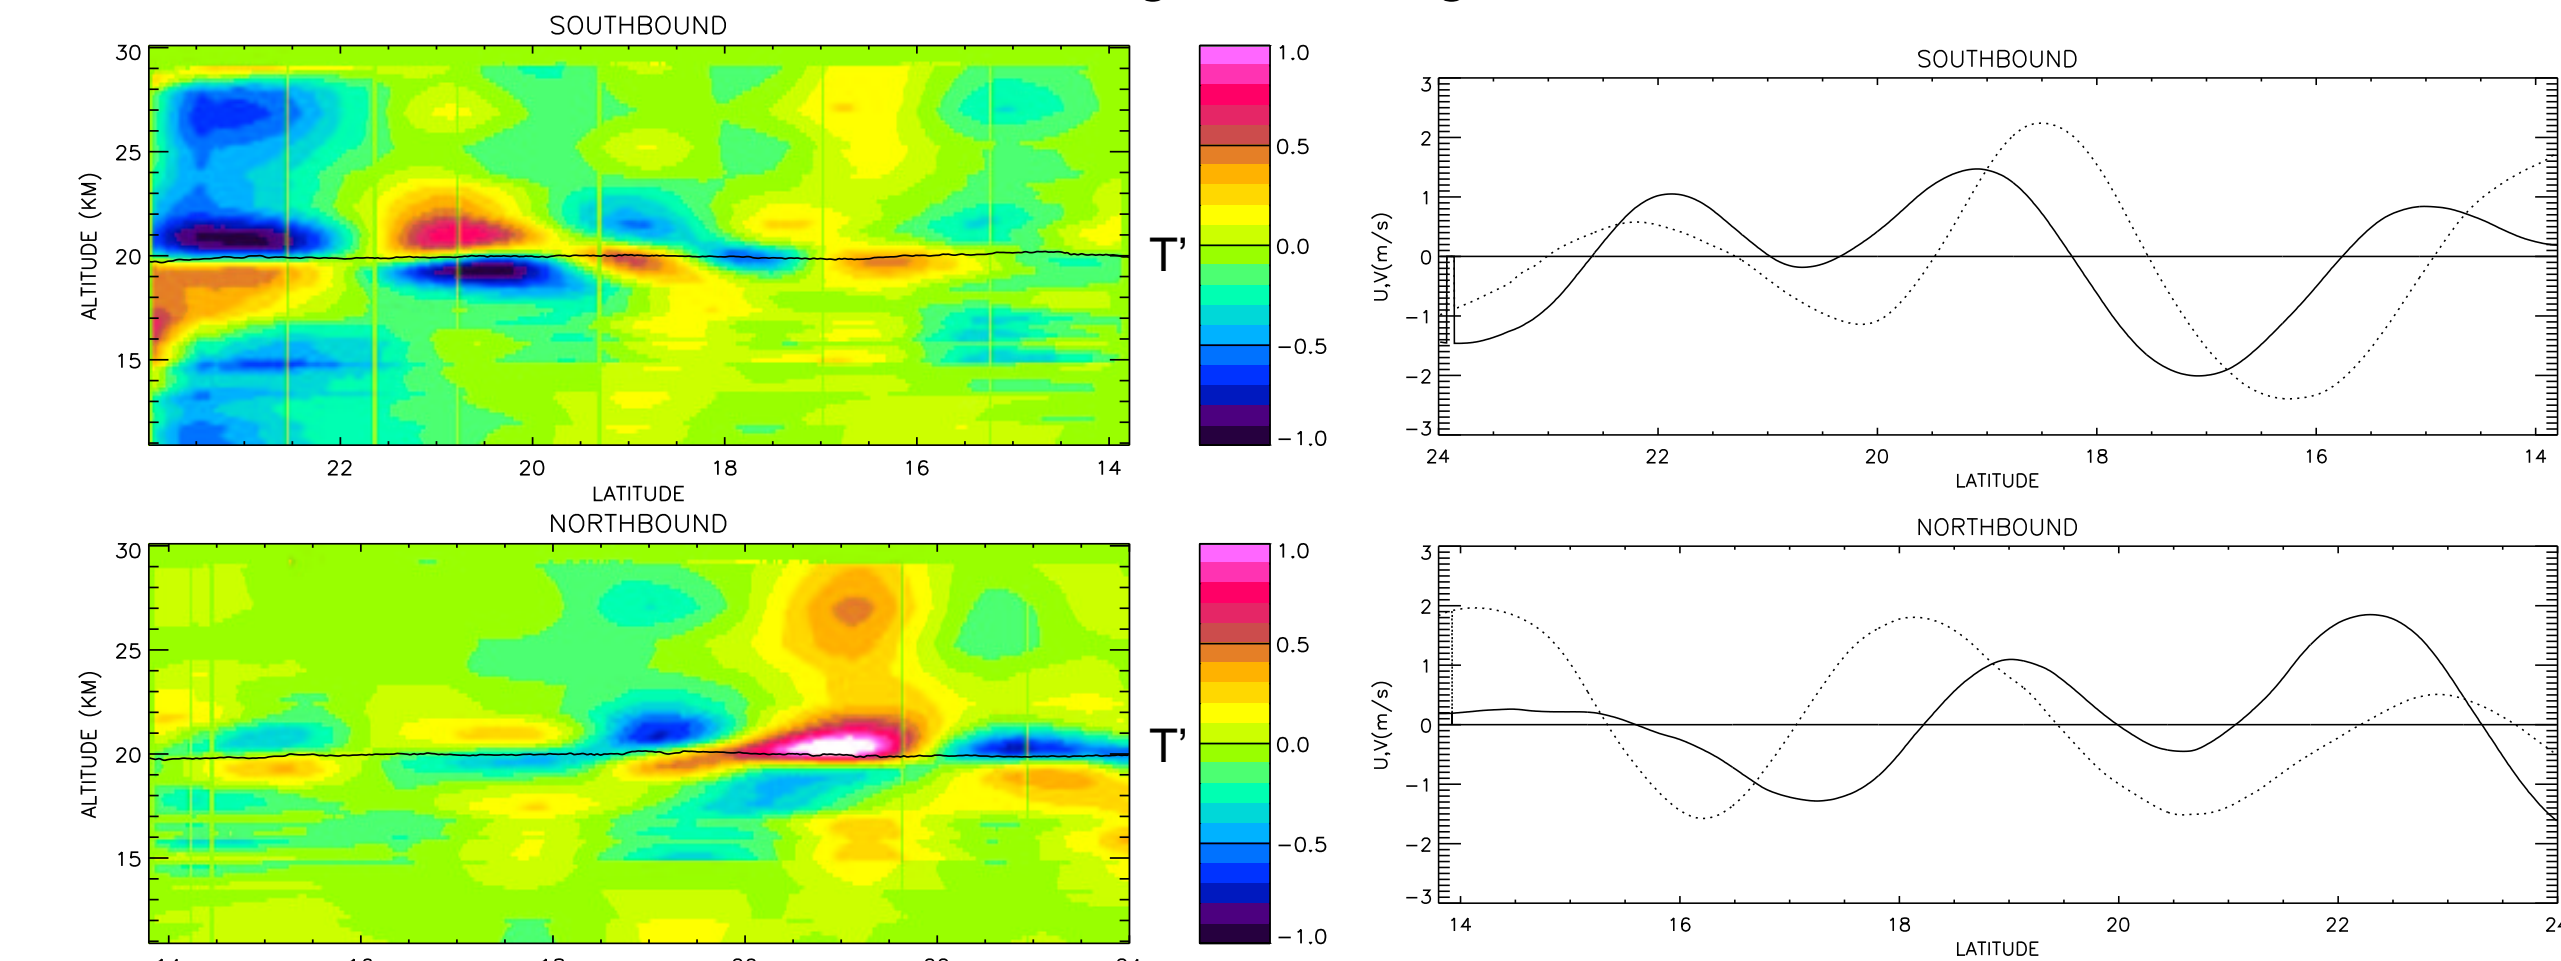 SOUTHBOUND
30
25
20
15
ALTITUDE (KM)
22 20 18 16 14
LATITUDE
1.0
0.5
0.0
−0.5
−1.0
T’
SOUTHBOUND
3
2
1
0
−1
−2
−3
U,V(m/s)
24 22 20 18 16 14
LATITUDE
NORTHBOUND
30
25
20
15
ALTITUDE (KM)
1.0
0.5
0.0
−0.5
−1.0
T’
NORTHBOUND
3
2
1
0
−1
−2
−3
U,V(m/s)
14 16 18 20 22
LATITUDE